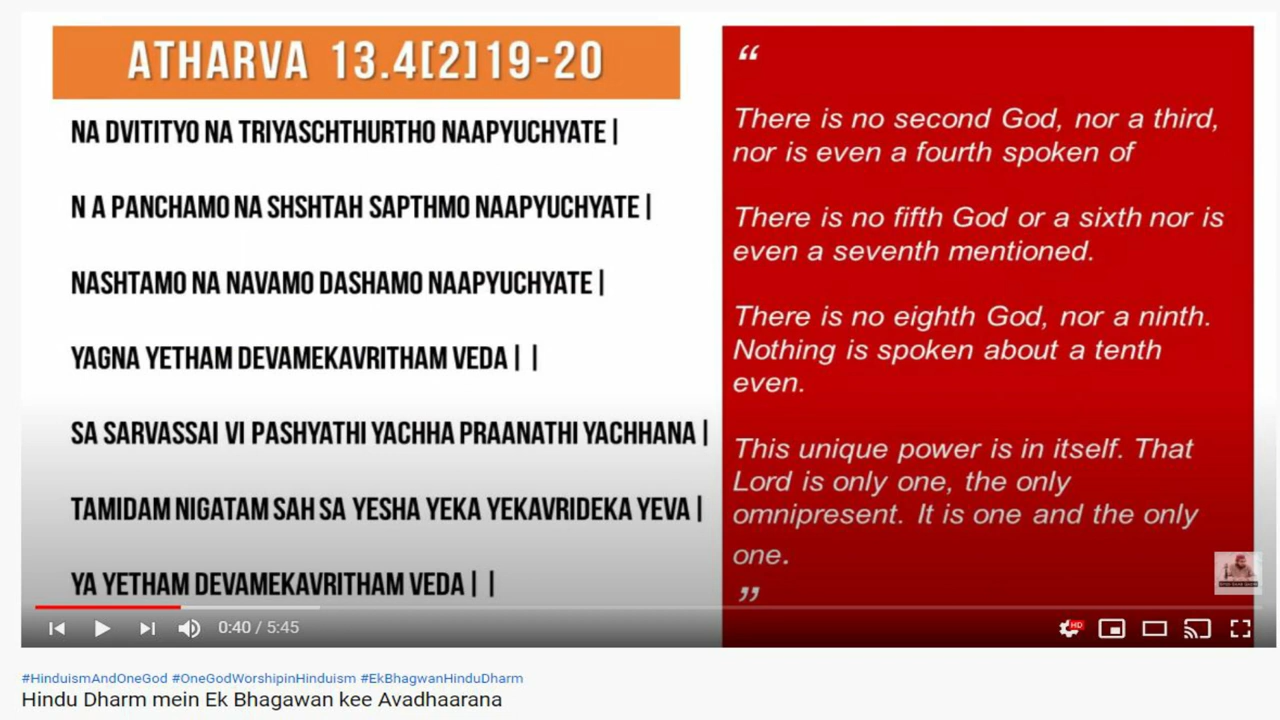 ATHARVA 13.4[2]19-20
NA DVITITYO NA TRIYASCHTHURTHO NAAPYUCHYATE |
N A PANCHAMO NA SHSHTAH SAPTHMO NAAPYUCHYATE |
NASHTAMO NA NAVAMO DASHAMO NAAPYUCHYATE |
YAGNA YETHAM DEVAMEKAVRITHAM VEDA | |
SA SARVASSAI VI PASHYATHI YACHHA PRAANATHI YACHHANA |
TAMIDAM NIGATAM SAH SA YESHA YEKA YEKAVRIDEKA YEVA |
YA YETHAM DEVAMEKAVRITHAM VEDA | |
“
There is no second God, nor a third,
nor is even a fourth spoken of
There is no fifth God or a sixth nor is
even a seventh mentioned.
There is no eighth God, nor a ninth.
Nothing is spoken about a tenth
even.
This unique power is in itself. That
Lord is only one, the only
omnipresent. It is one and the only
one.
”
0:40 / 5:45
HD
#HinduismAndOneGod #OneGodWorshipinHinduism #EkBhagwanHinduDharm
Hindu Dharm mein Ek Bhagawan kee Avadhaarana